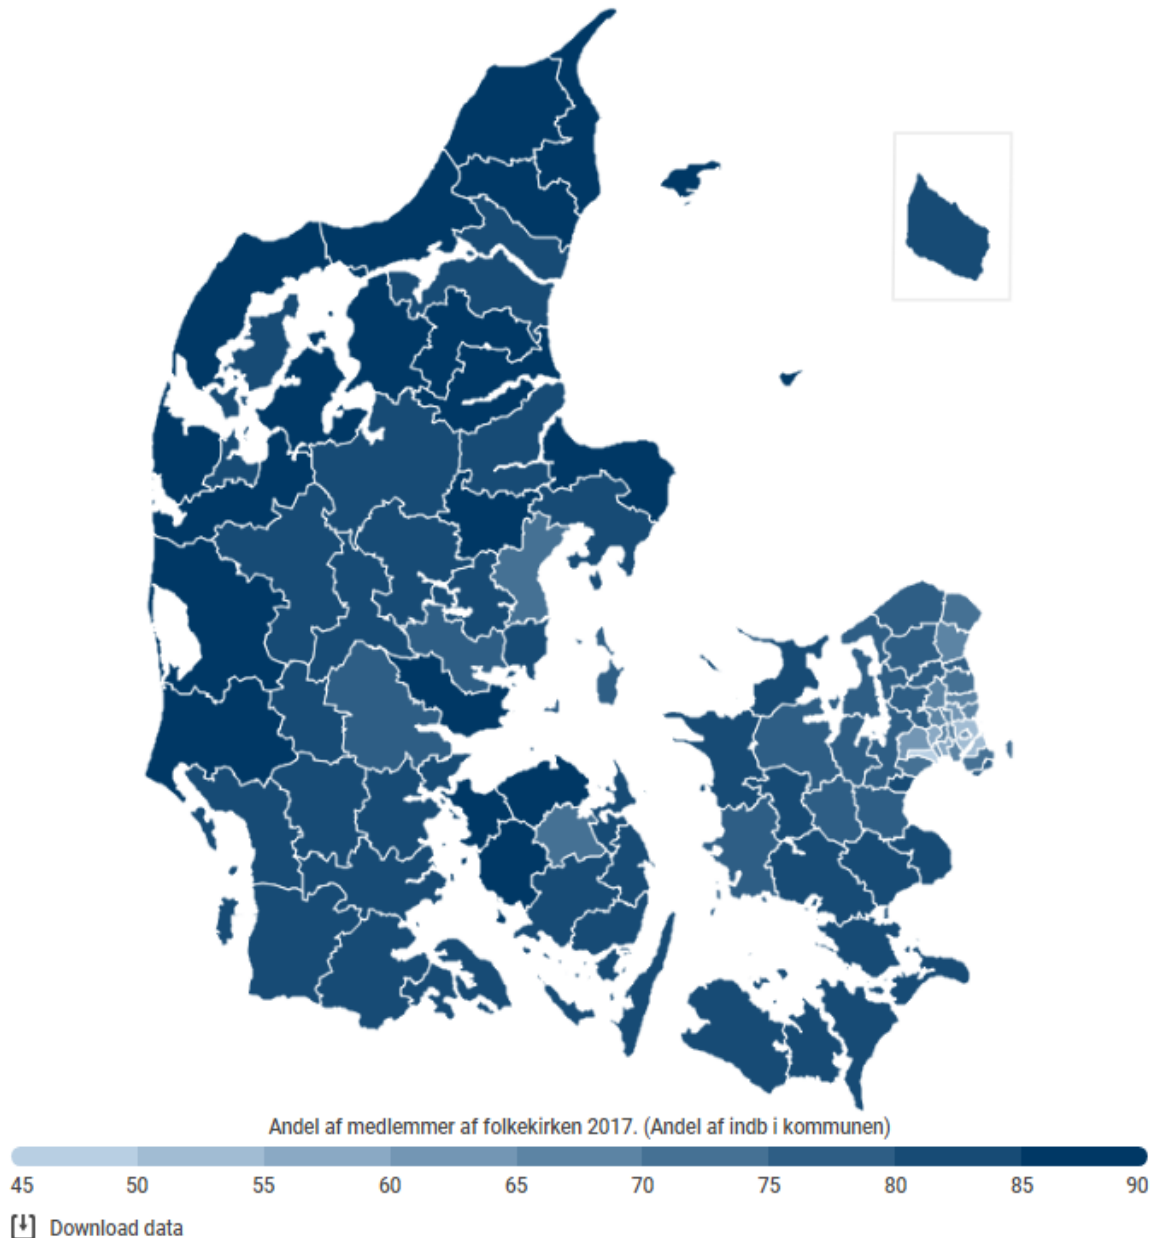 Andel af medlemmer af folkekirken 2017. (Andel af indb i kommunen)
45 50 55 60 65 70 75 80 85 90
Download data